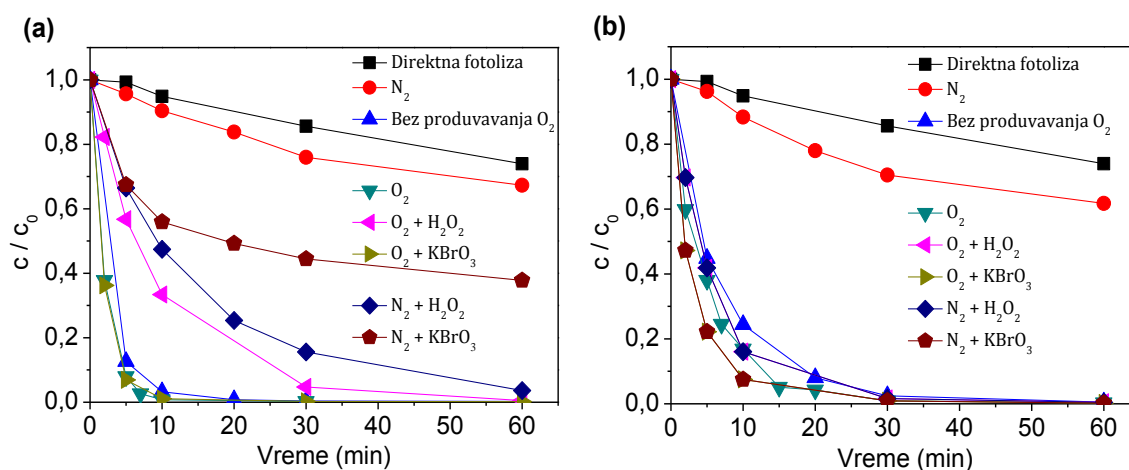 (a)
c / c₀
1,0
0,8
0,6
0,4
0,2
0,0
Direktna fotoliza
N₂
Bez produvavanja O₂
O₂
O₂ + H₂O₂
O₂ + KBrO₃
N₂ + H₂O₂
N₂ + KBrO₃
0 10 20 30 40 50 60
Vreme (min)
(b)
c / c₀
1,0
0,8
0,6
0,4
0,2
0,0
Direktna fotoliza
N₂
Bez produvavanja O₂
O₂
O₂ + H₂O₂
O₂ + KBrO₃
N₂ + H₂O₂
N₂ + KBrO₃
0 10 20 30 40 50 60
Vreme (min)